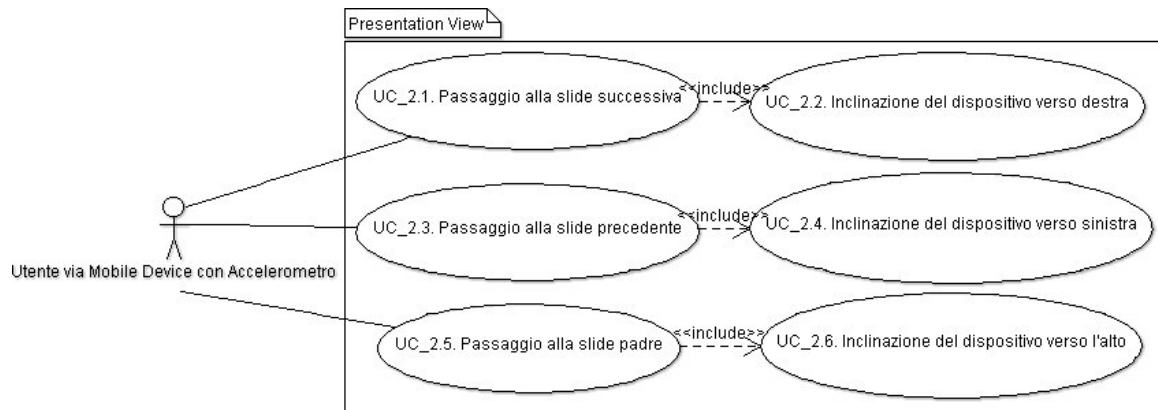 Presentation View
UC_2.1. Passaggio alla slide successiva
<<include>>
UC_2.2. Inclinazione del dispositivo verso destra
UC_2.3. Passaggio alla slide precedente
<<include>>
UC_2.4. Inclinazione del dispositivo verso sinistra
Utente via Mobile Device con Accelerometro
UC_2.5. Passaggio alla slide padre
<<include>>
UC_2.6. Inclinazione del dispositivo verso l'alto